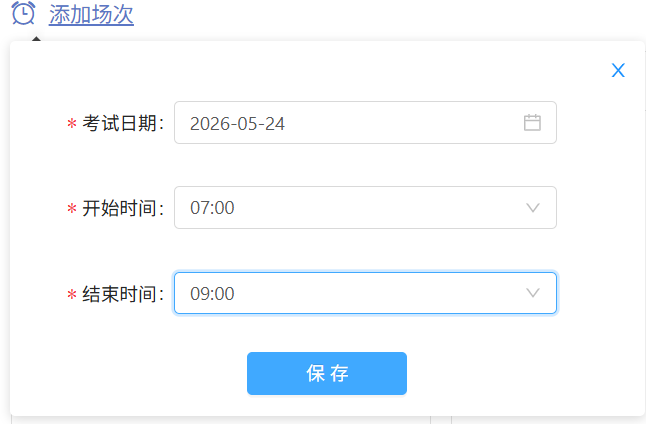 添加场次
X
* 考试日期: 2026-05-24
* 开始时间: 07:00
* 结束时间: 09:00
保存